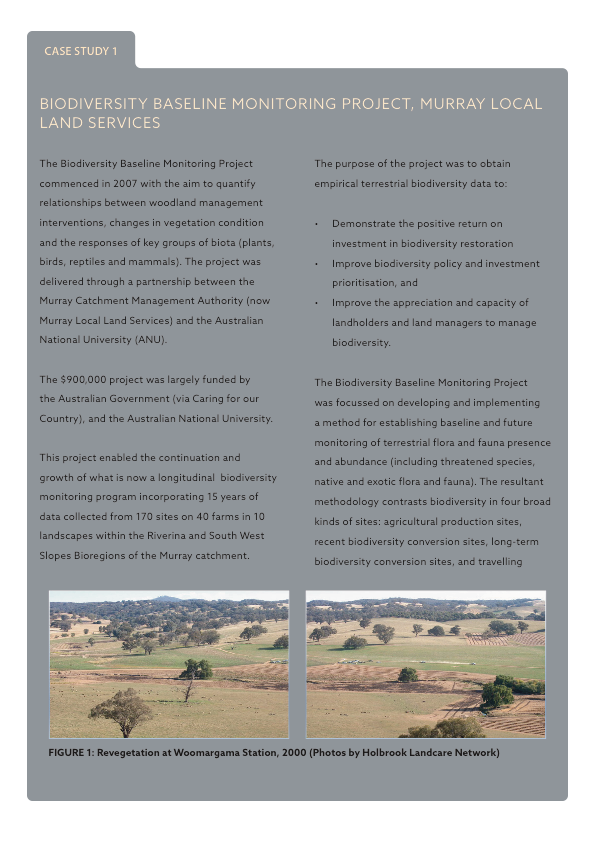 CASE STUDY 1
BIODIVERSITY BASELINE MONITORING PROJECT, MURRAY LOCAL
LAND SERVICES
The Biodiversity Baseline Monitoring Project
commenced in 2007 with the aim to quantify
relationships between woodland management
interventions, changes in vegetation condition
and the responses of key groups of biota (plants,
birds, reptiles and mammals). The project was
delivered through a partnership between the
Murray Catchment Management Authority (now
Murray Local Land Services) and the Australian
National University (ANU).
The $900,000 project was largely funded by
the Australian Government (via Caring for our
Country), and the Australian National University.
This project enabled the continuation and
growth of what is now a longitudinal  biodiversity
monitoring program incorporating 15 years of
data collected from 170 sites on 40 farms in 10
landscapes within the Riverina and South West
Slopes Bioregions of the Murray catchment.
The purpose of the project was to obtain
empirical terrestrial biodiversity data to:
• Demonstrate the positive return on
investment in biodiversity restoration
• Improve biodiversity policy and investment
prioritisation, and
• Improve the appreciation and capacity of
landholders and land managers to manage
biodiversity.
The Biodiversity Baseline Monitoring Project
was focussed on developing and implementing
a method for establishing baseline and future
monitoring of terrestrial flora and fauna presence
and abundance (including threatened species,
native and exotic flora and fauna). The resultant
methodology contrasts biodiversity in four broad
kinds of sites: agricultural production sites,
recent biodiversity conversion sites, long-term
biodiversity conversion sites, and travelling
FIGURE 1: Revegetation at Woomargama Station, 2000 (Photos by Holbrook Landcare Network)